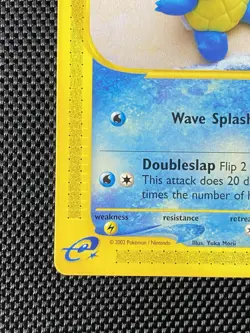 Wave Splash
Doubleslap Flip 2
This attack does 20 d
times the number of h
weakness resistance retrea
© 2002 Pokémon / Nintendo Illus. Yuka Morii
e